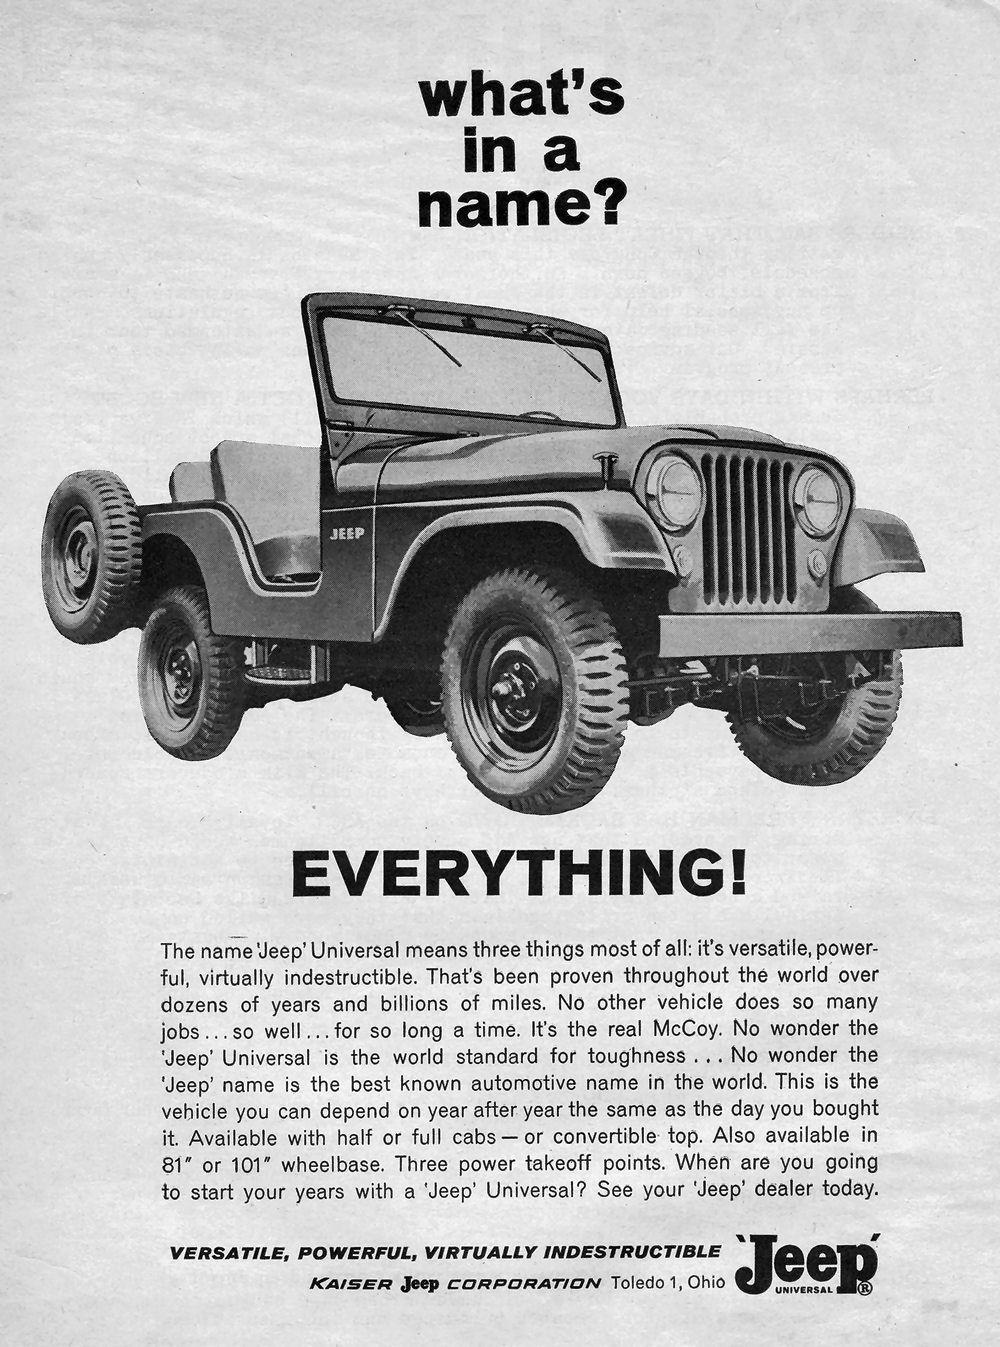 what's
in a
name?
JEEP
EVERYTHING!
The name 'Jeep' Universal means three things most of all: it's versatile, power-
ful, virtually indestructible. That's been proven throughout the world over
dozens of years and billions of miles. No other vehicle does so many
jobs...so well...for so long a time. It's the real McCoy. No wonder the
'Jeep' Universal is the world standard for toughness... No wonder the
'Jeep' name is the best known automotive name in the world. This is the
vehicle you can depend on year after year the same as the day you bought
it. Available with half or full cabs — or convertible top. Also available in
81" or 101" wheelbase. Three power takeoff points. When are you going
to start your years with a 'Jeep' Universal? See your 'Jeep' dealer today.
VERSATILE, POWERFUL, VIRTUALLY INDESTRUCTIBLE
KAISER Jeep CORPORATION Toledo 1, Ohio
'Jeep'
UNIVERSAL ®